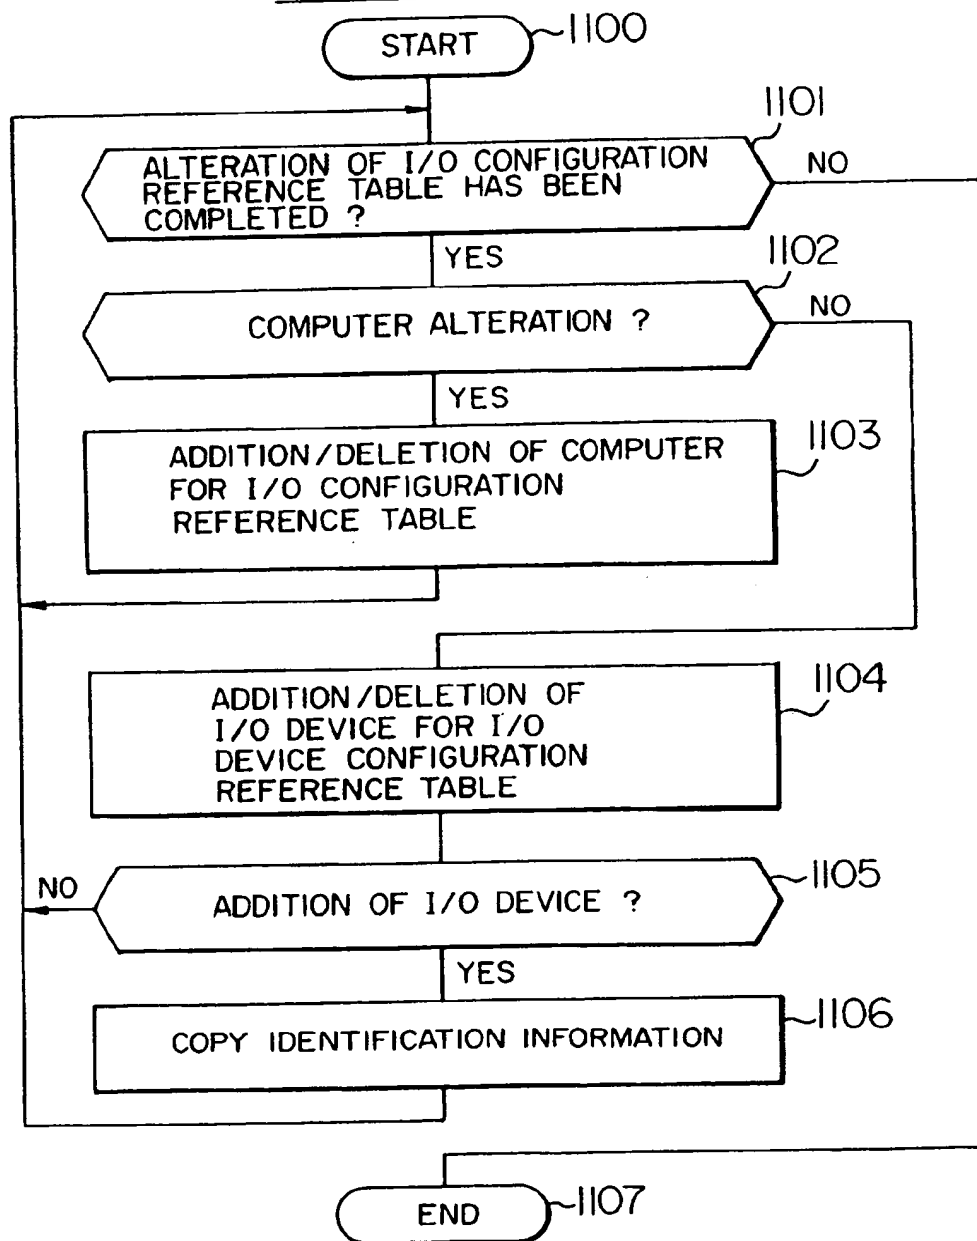 START
1100
1101
ALTERATION OF I/O CONFIGURATION
REFERENCE TABLE HAS BEEN
COMPLETED ?
NO
YES
1102
COMPUTER ALTERATION ?
NO
YES
1103
ADDITION/DELETION OF COMPUTER
FOR I/O CONFIGURATION
REFERENCE TABLE
1104
ADDITION/DELETION OF
I/O DEVICE FOR I/O
DEVICE CONFIGURATION
REFERENCE TABLE
NO
1105
ADDITION OF I/O DEVICE ?
YES
1106
COPY IDENTIFICATION INFORMATION
END
1107